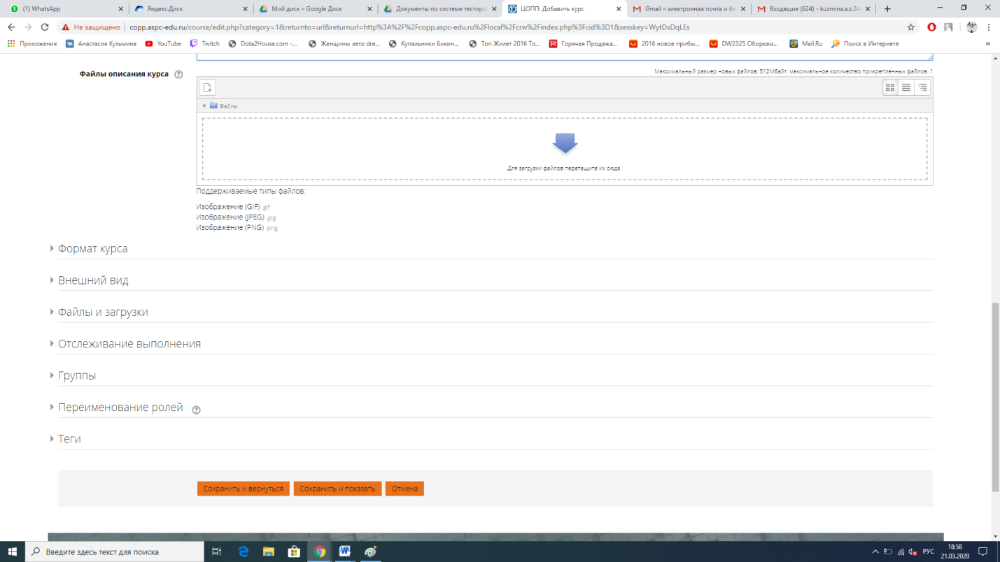 (1) WhatsApp
Яндекс.Диск
Мой диск – Google Диск
Документы по системе тестиро
ЦОПП: Добавить курс
Gmail – электронная почта и бе
Входящие (624) - kuzmina.a.s.24
Не защищено
copp.aspc-edu.ru/course/edit.php?category=1&returnto=url&returnurl=http%3A%2F%2Fcopp.aspc-edu.ru%2Flocal%2Fcrw%2Findex.php%3Fcid%3D1&sesskey=WytDxDqLEs
Приложения
Анастасия Кузьмина
YouTube
Twitch
Dota2House.com -...
Женщины лето dre...
Купальники Бикин...
Топ Жилет 2016 То...
Горячая Продажа...
2016 новое прибы...
DW2325 Оборкам...
Mail.Ru
Поиск в Интернете
»
Файлы описания курса
Максимальный размер новых файлов: 512Мбайт, максимальное количество прикрепленных файлов: 1
Файлы
Для загрузки файлов перетащите их сюда.
Поддерживаемые типы файлов:
Изображение (GIF) .gif
Изображение (JPEG) .jpg
Изображение (PNG) .png
Формат курса
Внешний вид
Файлы и загрузки
Отслеживание выполнения
Группы
Переименование ролей
Теги
Сохранить и вернуться
Сохранить и показать
Отмена
Введите здесь текст для поиска
РУС
18:58
21.03.2020